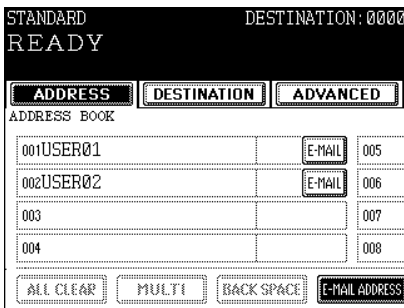 STANDARD DESTINATION:0000
READY
ADDRESS DESTINATION ADVANCED
ADDRESS BOOK
001USER01 E-MAIL 005
002USER02 E-MAIL 006
003 007
004 008
ALL CLEAR MULTI BACK SPACE E-MAIL ADDRESS